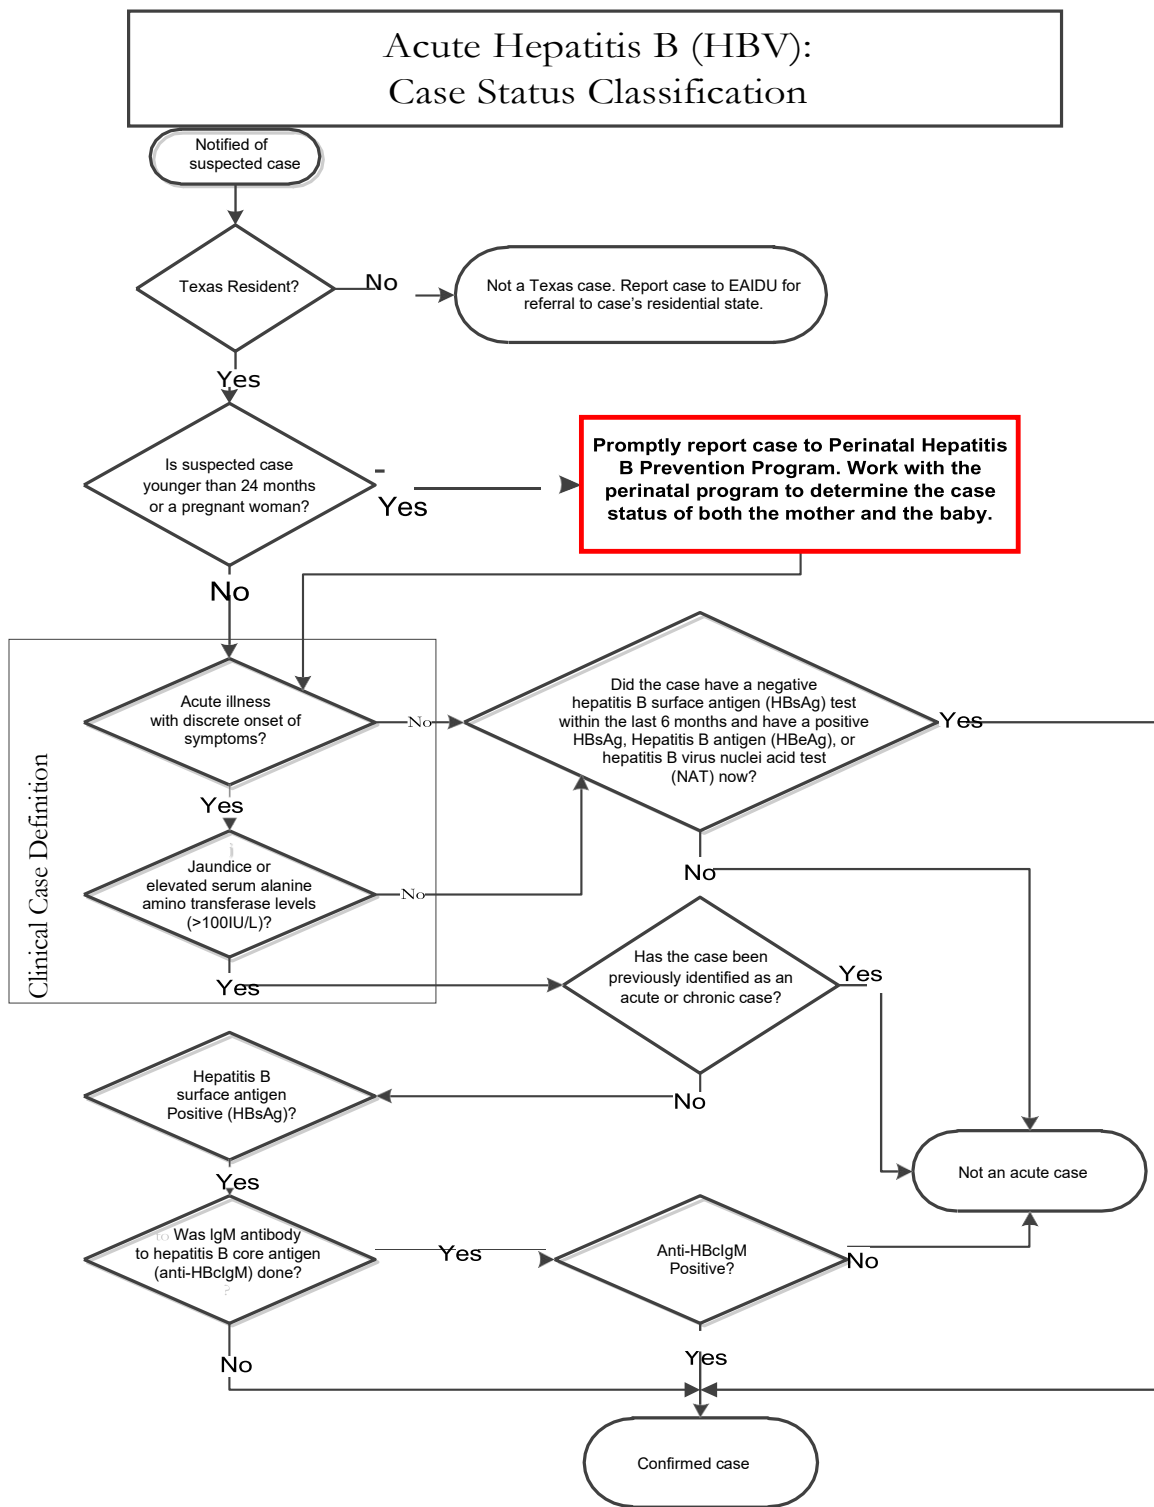 Acute Hepatitis B (HBV):
Case Status Classification
Notified of
suspected case
Texas Resident?
No
Not a Texas case. Report case to EAIDU for
referral to case’s residential state.
Yes
Is suspected case
younger than 24 months
or a pregnant woman?
Yes
Promptly report case to Perinatal Hepatitis
B Prevention Program. Work with the
perinatal program to determine the case
status of both the mother and the baby.
No
Clinical Case Definition
Acute illness
with discrete onset of
symptoms?
No
Did the case have a negative
hepatitis B surface antigen (HBsAg) test
within the last 6 months and have a positive
HBsAg, Hepatitis B antigen (HBeAg), or
hepatitis B virus nuclei acid test
(NAT) now?
Yes
Yes
No
i
Jaundice or
elevated serum alanine
amino transferase levels
(>100IU/L)?
No
Yes
Has the case been
previously identified as an
acute or chronic case?
Yes
No
Hepatitis B
surface antigen
Positive (HBsAg)?
Yes
Not an acute case
to Was IgM antibody
to hepatitis B core antigen
(anti-HBcIgM) done?
?
Yes
Anti-HBcIgM
Positive?
No
No
Yes
Confirmed case